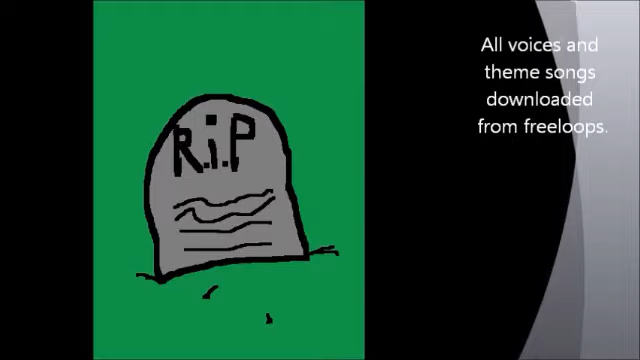 R.i.P
All voices and
theme songs
downloaded
from freeloops.